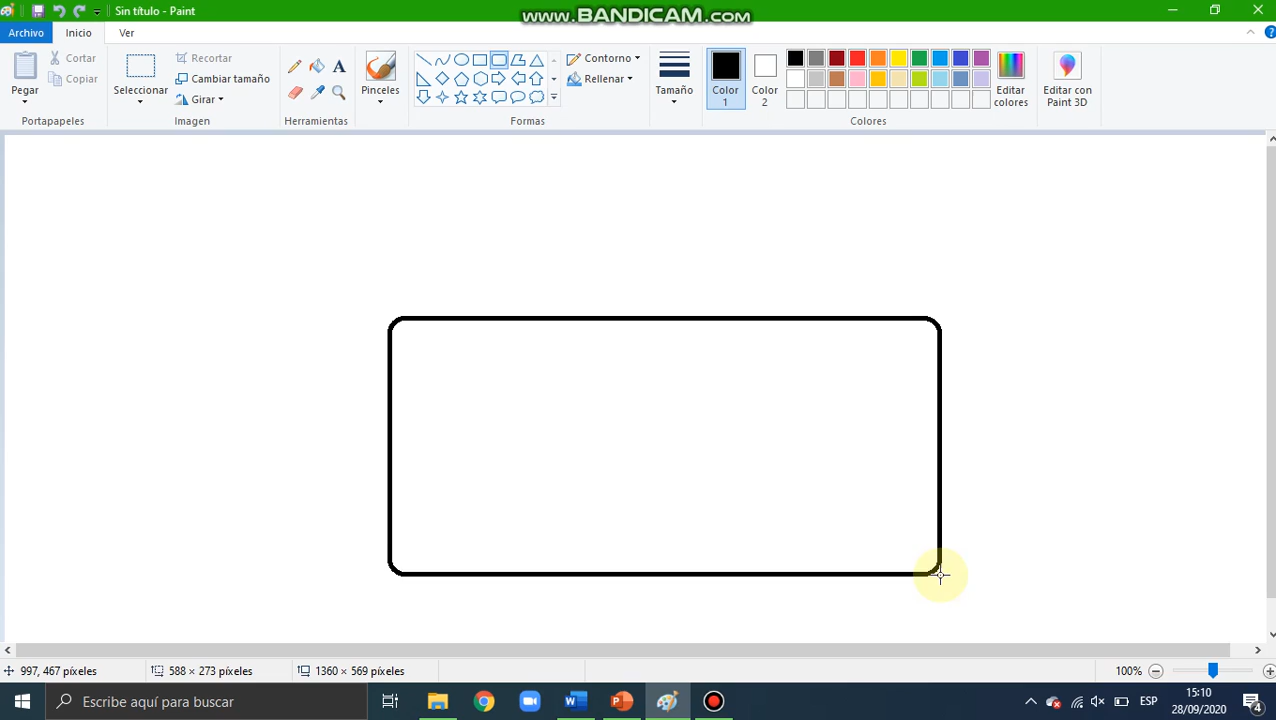 Sin título - Paint
www.BANDICAM.com
Archivo Inicio Ver
Pegar
Cortar
Copiar
Portapapeles
Seleccionar
Recortar
Cambiar tamaño
Girar
Imagen
A
Herramientas
Pinceles
Contorno
Rellenar
Formas
Tamaño
Color 1
Color 2
Editar colores
Colores
Editar con Paint 3D
997, 467 píxeles 588 × 273 píxeles 1360 × 569 píxeles 100%
Escribe aquí para buscar
ESP
15:10
28/09/2020
4